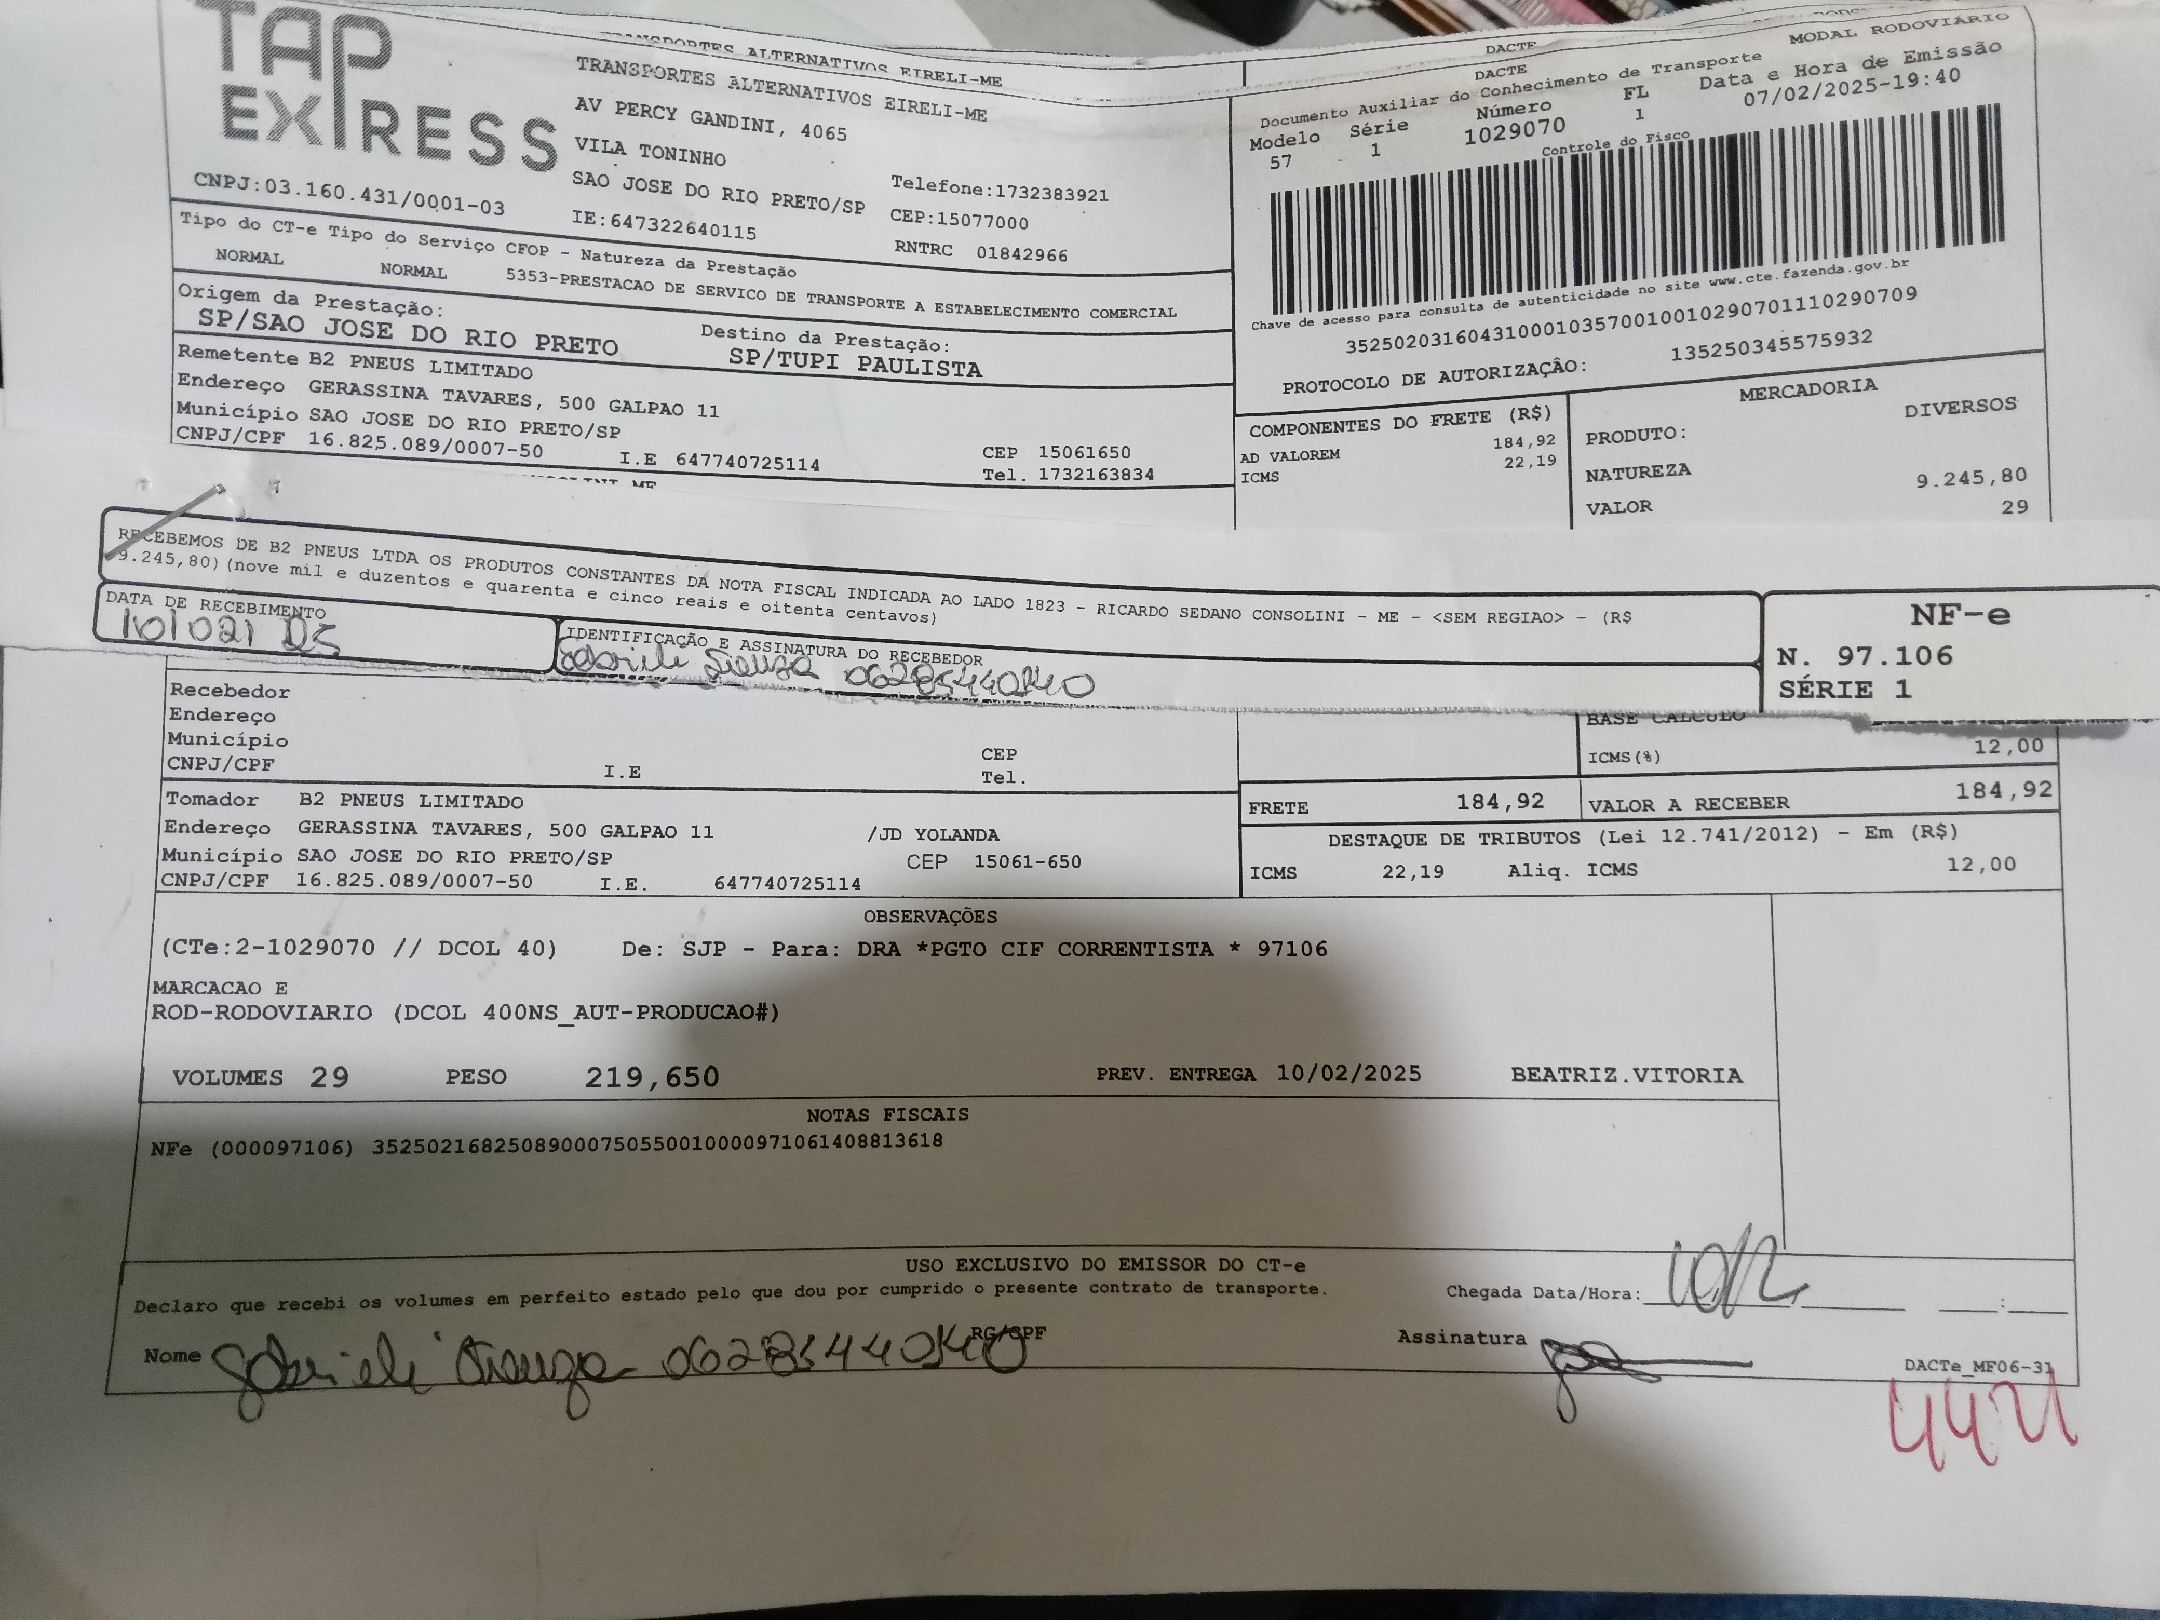 TAP
EXPRESS
TRANSPORTES ALTERNATIVOS EIRELI-ME
TRANSPORTES ALTERNATIVOS EIRELI-ME
AV PERCY GANDINI, 4065
VILA TONINHO
SAO JOSE DO RIO PRETO/SP
IE:647322640115
Telefone:1732383921
CEP:15077000
RNTRC 01842966
CNPJ:03.160.431/0001-03
DACTE
MODAL RODOVIÁRIO
DACTE
Documento Auxiliar do Conhecimento de Transporte
Data e Hora de Emissão
Modelo Série Número FL
57 1 1029070 1
07/02/2025-19:40
Controle do Fisco
Chave de acesso para consulta de autenticidade no site www.cte.fazenda.gov.br
35250203160431000103570010010290701110290709
PROTOCOLO DE AUTORIZAÇÃO: 135250345575932
Tipo do CT-e Tipo do Serviço CFOP - Natureza da Prestação
NORMAL NORMAL 5353-PRESTACAO DE SERVICO DE TRANSPORTE A ESTABELECIMENTO COMERCIAL
Origem da Prestação: Destino da Prestação:
SP/SAO JOSE DO RIO PRETO SP/TUPI PAULISTA
Remetente B2 PNEUS LIMITADO
Endereço GERASSINA TAVARES, 500 GALPAO 11
Município SAO JOSE DO RIO PRETO/SP CEP 15061650
CNPJ/CPF 16.825.089/0007-50 I.E 647740725114 Tel. 1732163834
COMPONENTES DO FRETE (R$)
AD VALOREM 184,92
ICMS 22,19
MERCADORIA
PRODUTO: DIVERSOS
NATUREZA
VALOR 9.245,80
29
RECEBEMOS DE B2 PNEUS LTDA OS PRODUTOS CONSTANTES DA NOTA FISCAL INDICADA AO LADO 1823 - RICARDO SEDANO CONSOLINI - ME - <SEM REGIAO> - (R$
9.245,80) (nove mil e duzentos e quarenta e cinco reais e oitenta centavos)
DATA DE RECEBIMENTO
IDENTIFICAÇÃO E ASSINATURA DO RECEBEDOR
06285440140
NF-e
N. 97.106
SÉRIE 1
Recebedor
Endereço
Município CEP
CNPJ/CPF I.E Tel.
BASE CALCULO
ICMS(%) 12,00
Tomador B2 PNEUS LIMITADO
Endereço GERASSINA TAVARES, 500 GALPAO 11 /JD YOLANDA
Município SAO JOSE DO RIO PRETO/SP CEP 15061-650
CNPJ/CPF 16.825.089/0007-50 I.E. 647740725114
FRETE 184,92 VALOR A RECEBER 184,92
DESTAQUE DE TRIBUTOS (Lei 12.741/2012) - Em (R$)
ICMS 22,19 Aliq. ICMS 12,00
OBSERVAÇÕES
(CTe:2-1029070 // DCOL 40) De: SJP - Para: DRA *PGTO CIF CORRENTISTA * 97106
MARCACAO E
ROD-RODOVIARIO (DCOL 400NS_AUT-PRODUCAO#)
VOLUMES 29 PESO 219,650 PREV. ENTREGA 10/02/2025 BEATRIZ.VITORIA
NOTAS FISCAIS
NFe (000097106) 35250216825089000750550010000971061408813618
USO EXCLUSIVO DO EMISSOR DO CT-e
Declaro que recebi os volumes em perfeito estado pelo que dou por cumprido o presente contrato de transporte.
Chegada Data/Hora: 10/2 :
Nome Gabrieli 06285440140 RG/CPF
Assinatura
DACTe_MF06-31